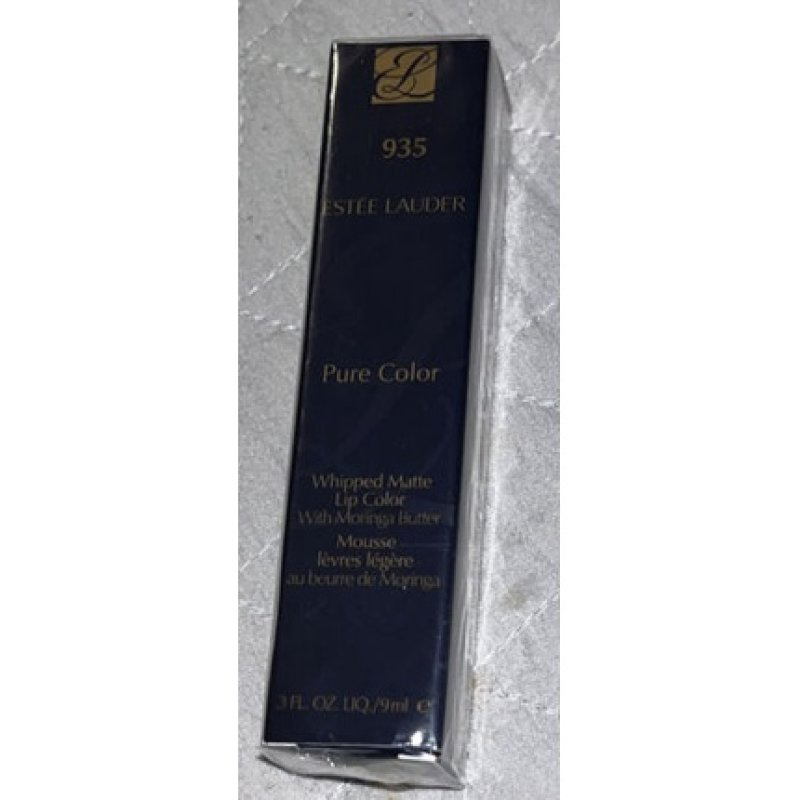 935
ESTÉE LAUDER
Pure Color
Whipped Matte
Lip Color
With Moringa Butter
Mousse
lèvres légère
au beurre de Moringa
3 FL. OZ. LIQ./9ml e